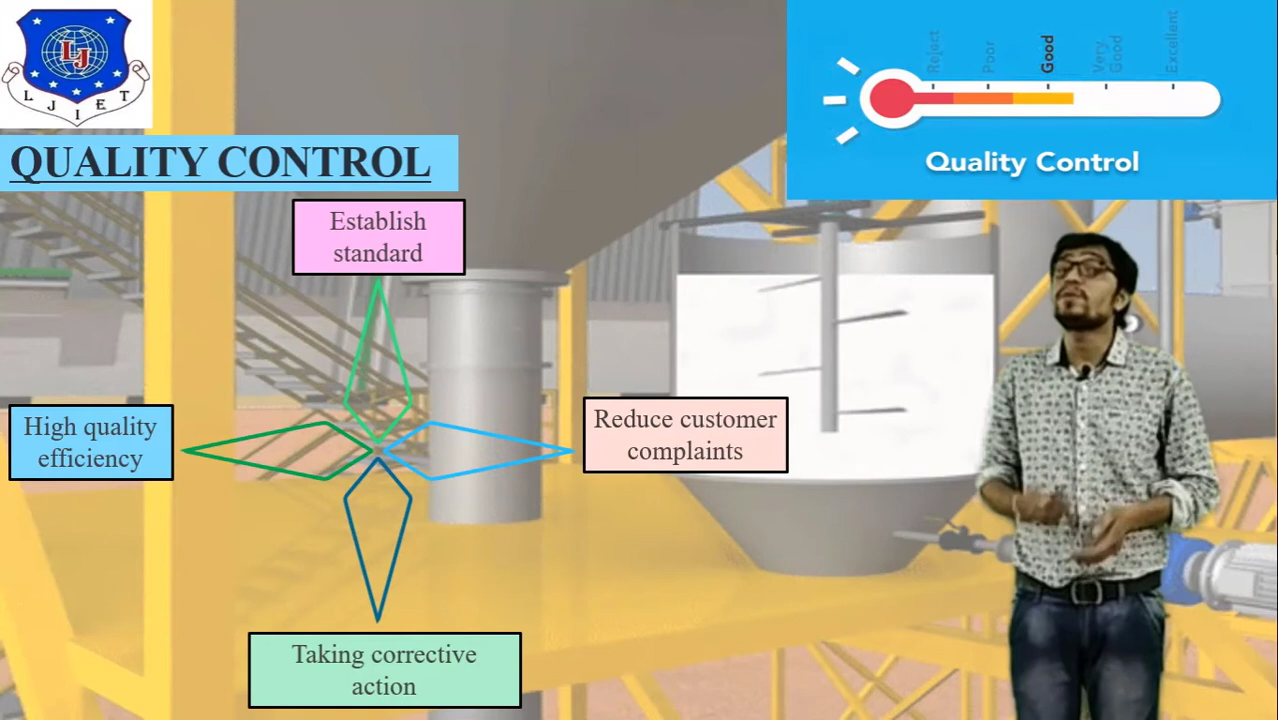 LJ
LJIET
QUALITY CONTROL
Reject
Poor
Good
Very
Good
Excellent
Quality Control
Establish
standard
High quality
efficiency
Reduce customer
complaints
Taking corrective
action